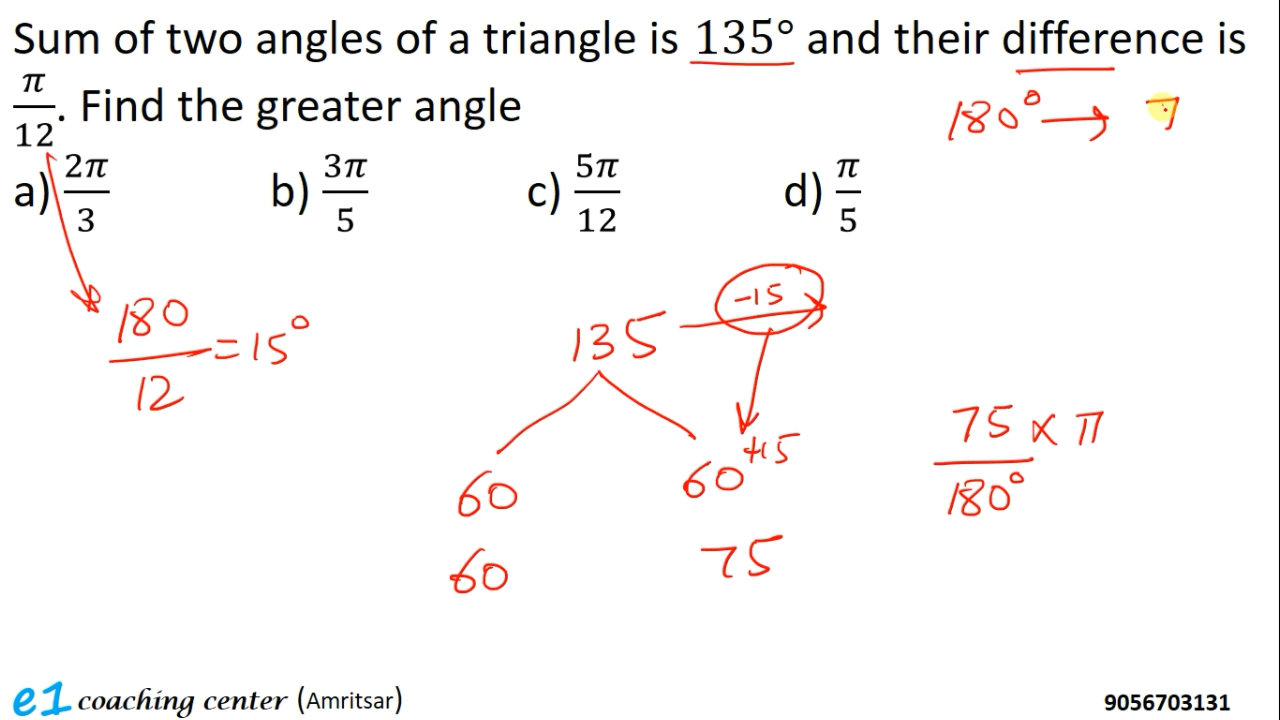 Sum of two angles of a triangle is 135° and their difference is
π/12. Find the greater angle
180° → π
a) 2π/3 b) 3π/5 c) 5π/12 d) π/5
180/12 = 15°
135 → -15
60 60 +15
60 75
75/180° × π
e1 coaching center (Amritsar) 9056703131